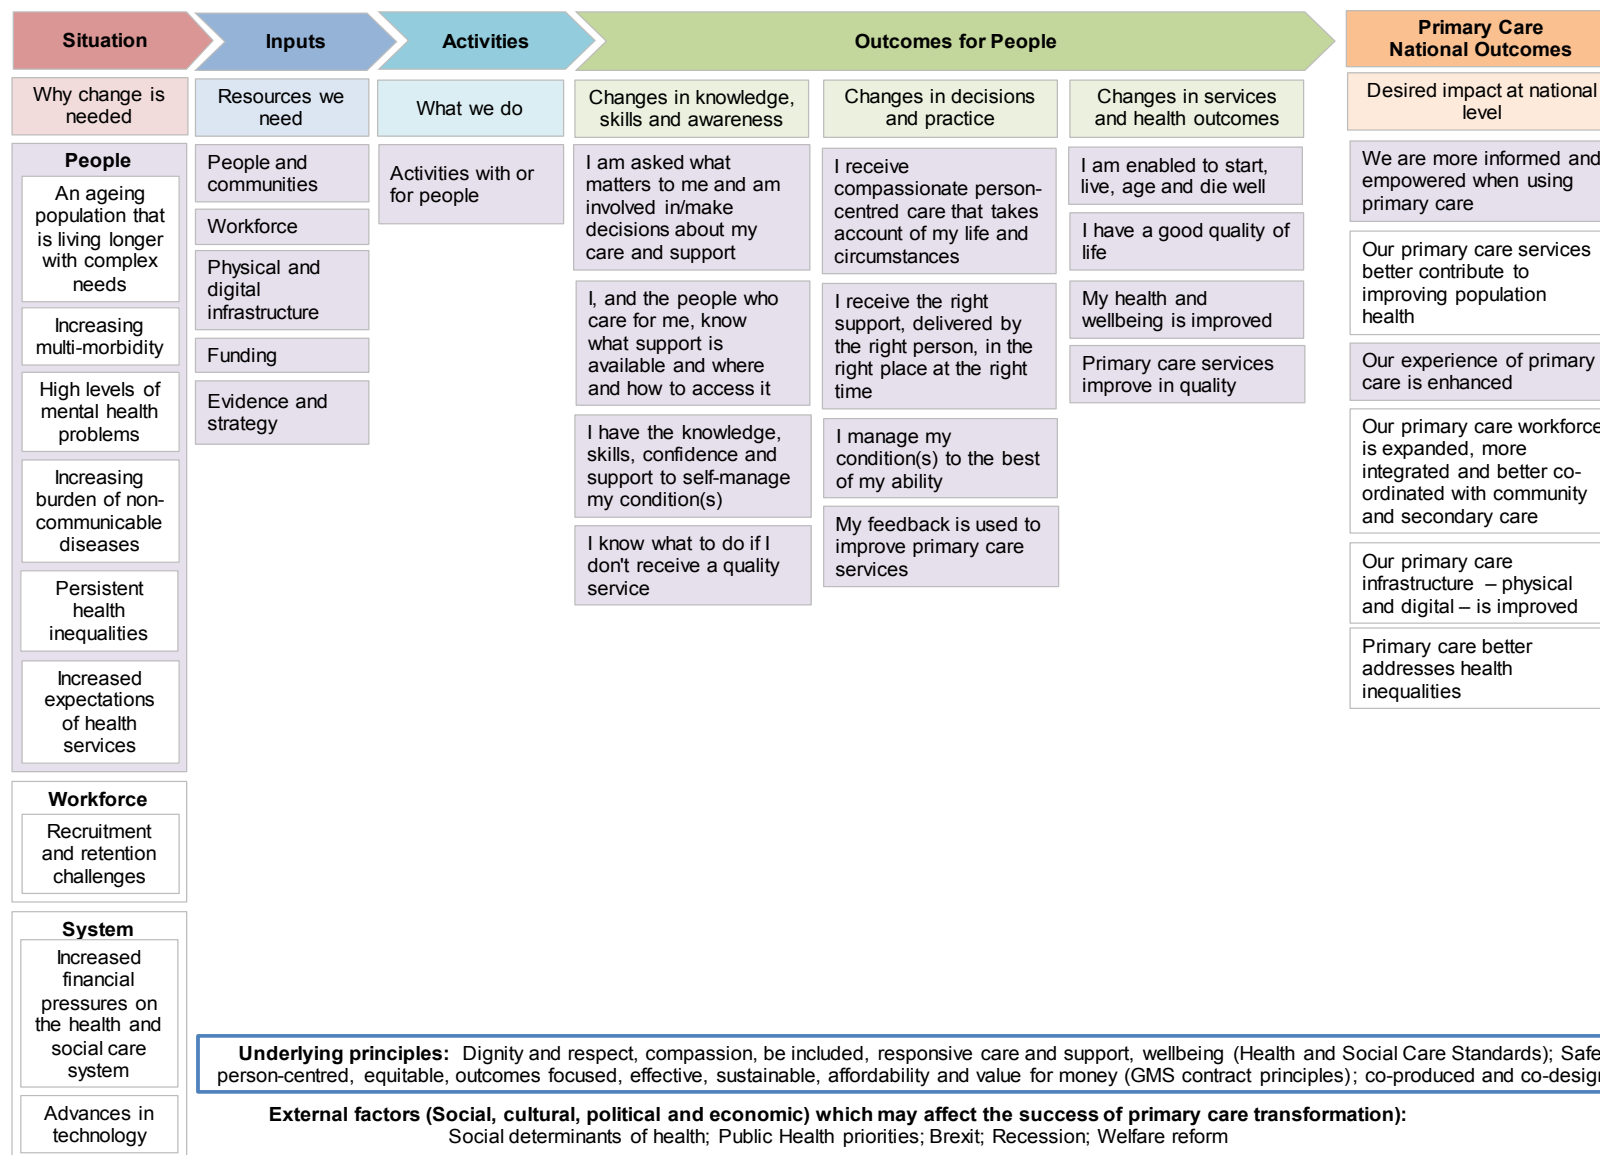 Situation
Inputs
Activities
Outcomes for People
Primary Care
National Outcomes
Why change is
needed
Resources we
need
What we do
Changes in knowledge,
skills and awareness
Changes in decisions
and practice
Changes in services
and health outcomes
Desired impact at national
level
People
An ageing
population that
is living longer
with complex
needs
Increasing
multi-morbidity
High levels of
mental health
problems
Increasing
burden of non-
communicable
diseases
Persistent
health
inequalities
Increased
expectations
of health
services
Workforce
Recruitment
and retention
challenges
System
Increased
financial
pressures on
the health and
social care
system
Advances in
technology
People and
communities
Workforce
Physical and
digital
infrastructure
Funding
Evidence and
strategy
Activities with or
for people
I am asked what
matters to me and am
involved in/make
decisions about my
care and support
I, and the people who
care for me, know
what support is
available and where
and how to access it
I have the knowledge,
skills, confidence and
support to self-manage
my condition(s)
I know what to do if I
don't receive a quality
service
I receive
compassionate person-
centred care that takes
account of my life and
circumstances
I receive the right
support, delivered by
the right person, in the
right place at the right
time
I manage my
condition(s) to the best
of my ability
My feedback is used to
improve primary care
services
I am enabled to start,
live, age and die well
I have a good quality of
life
My health and
wellbeing is improved
Primary care services
improve in quality
We are more informed and
empowered when using
primary care
Our primary care services
better contribute to
improving population
health
Our experience of primary
care is enhanced
Our primary care workforce
is expanded, more
integrated and better co-
ordinated with community
and secondary care
Our primary care
infrastructure – physical
and digital – is improved
Primary care better
addresses health
inequalities
Underlying principles: Dignity and respect, compassion, be included, responsive care and support, wellbeing (Health and Social Care Standards); Safe
person-centred, equitable, outcomes focused, effective, sustainable, affordability and value for money (GMS contract principles); co-produced and co-design
External factors (Social, cultural, political and economic) which may affect the success of primary care transformation):
Social determinants of health; Public Health priorities; Brexit; Recession; Welfare reform